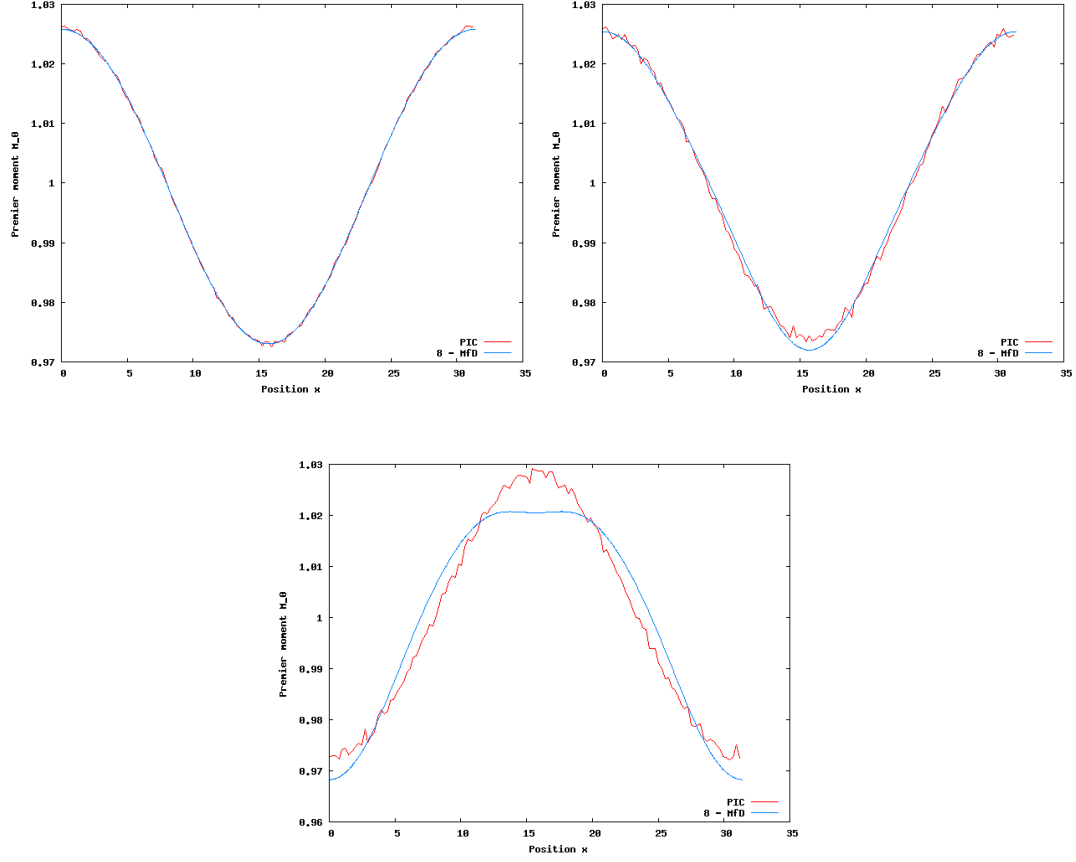 1.03
1.02
1.01
1
0.99
0.98
0.97
0 5 10 15 20 25 30 35
Premier moment M_0
Position x
PIC
8 - MfD
1.03
1.02
1.01
1
0.99
0.98
0.97
0 5 10 15 20 25 30 35
Premier moment M_0
Position x
PIC
8 - MfD
1.03
1.02
1.01
1
0.99
0.98
0.97
0.96
0 5 10 15 20 25 30 35
Premier moment M_0
Position x
PIC
8 - MfD